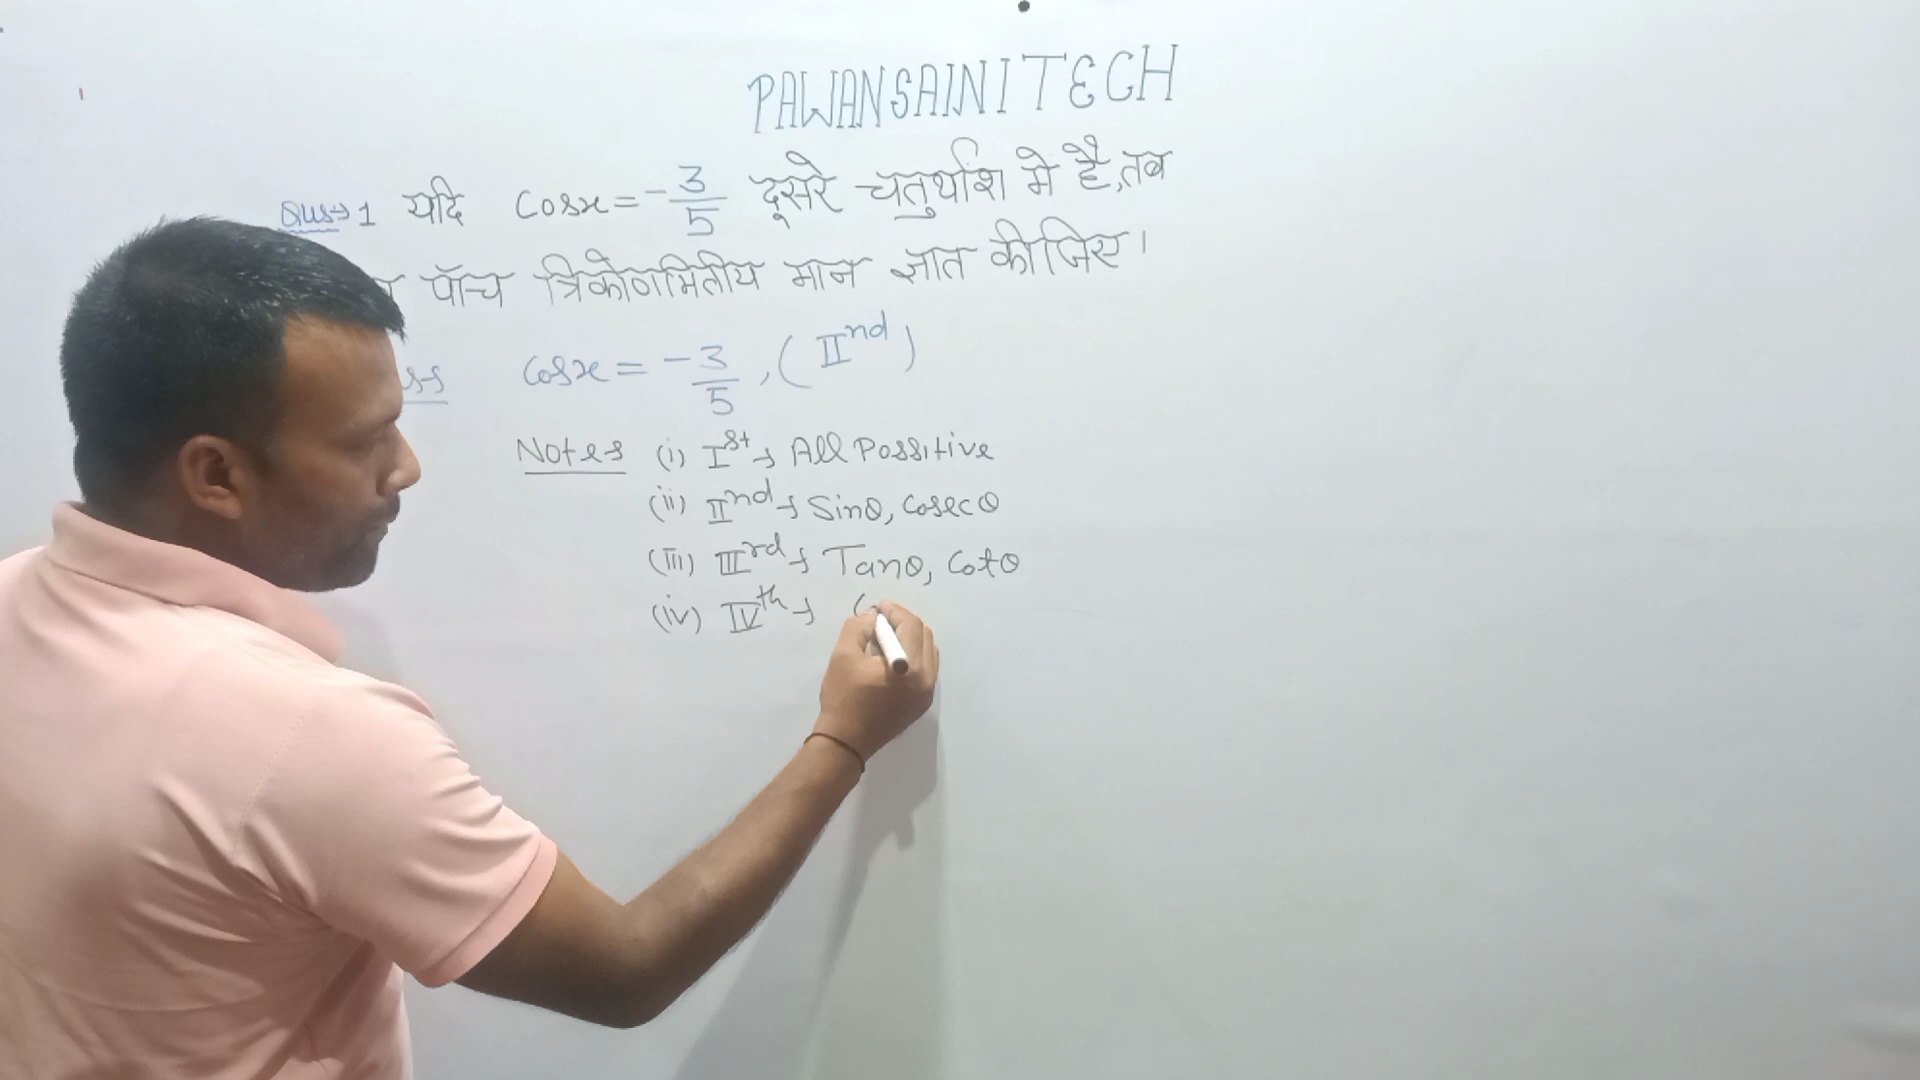 PAWANSAINITECH
Qus→1 यदि Cosx = -3/5 दूसरे चतुर्थांश मे है, तब
पाॅच त्रिकोणमितीय मान ज्ञात कीजिए।
Cosx = -3/5, (IInd)
Notes (i) Ist → All Possitive
(ii) IInd → Sinθ, Cosecθ
(iii) IIIrd → Tanθ, Cotθ
(iv) IVth →